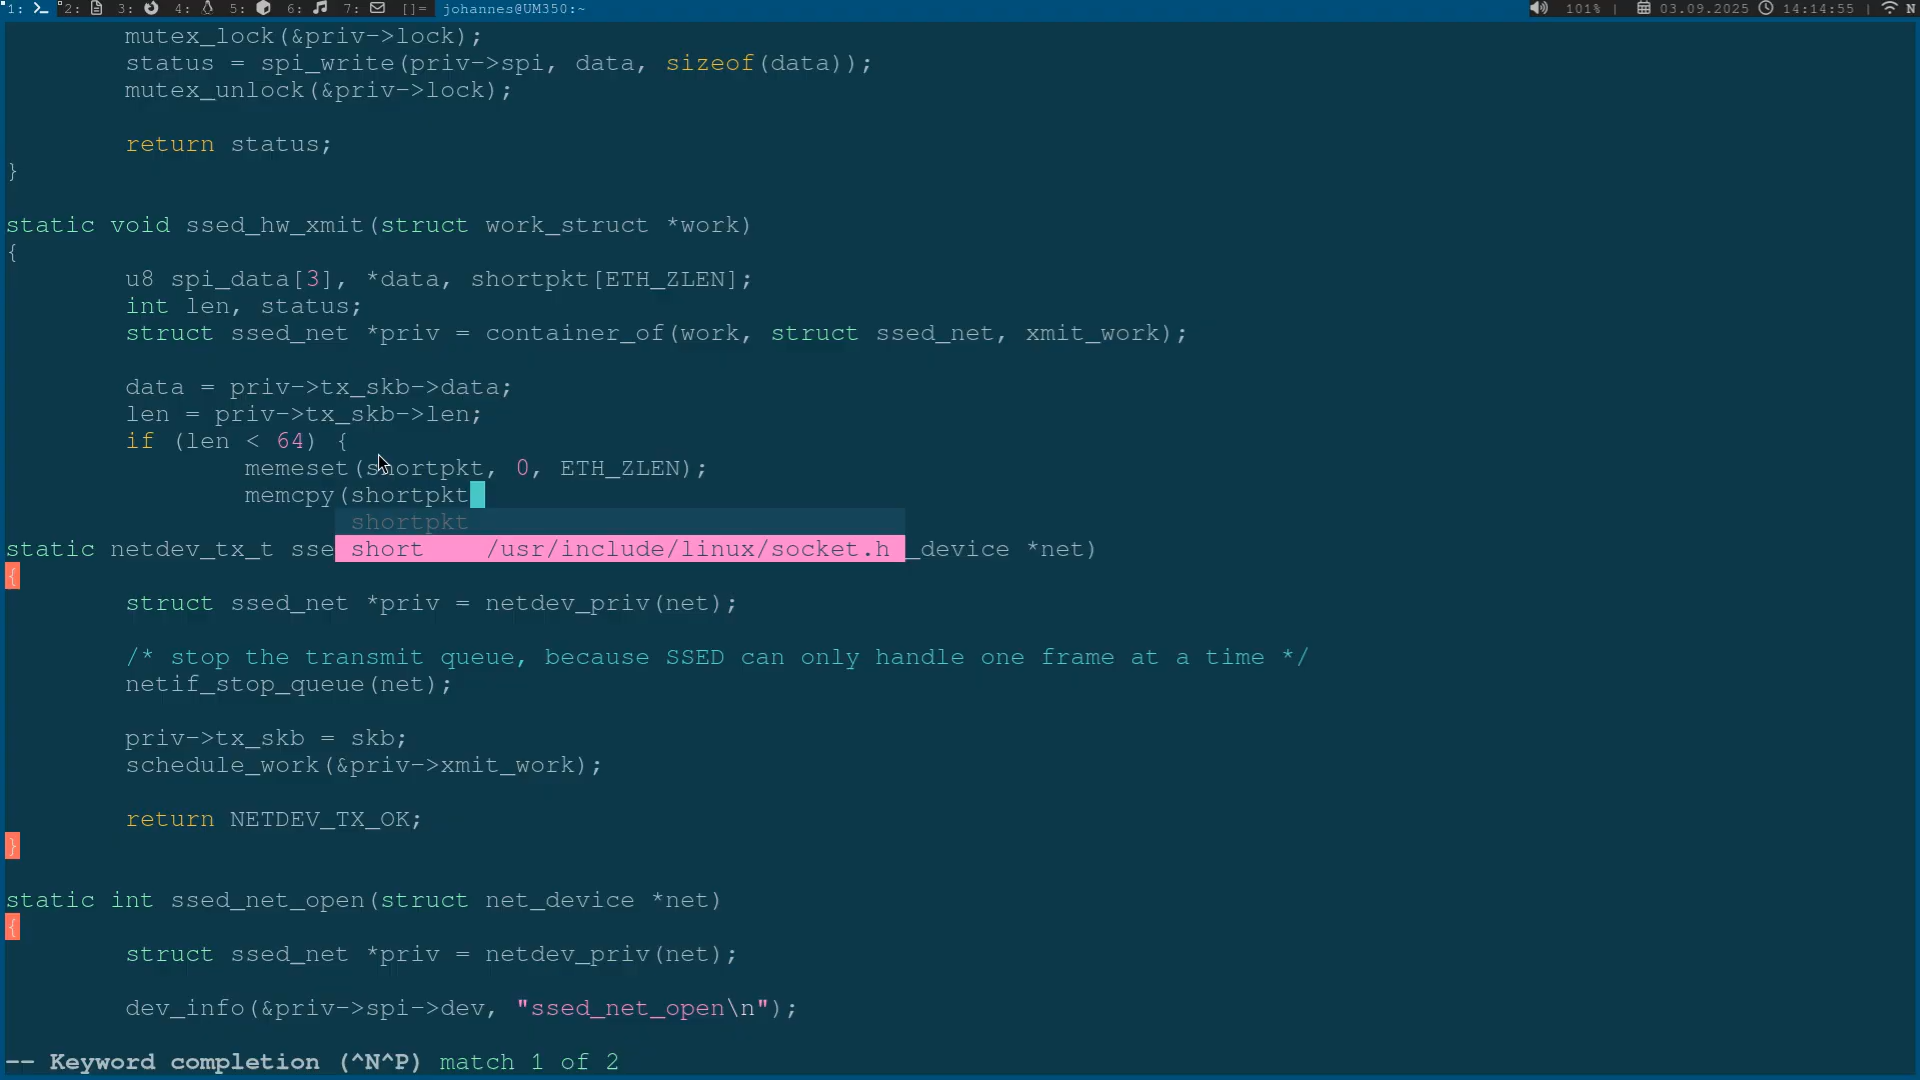 1: 2: 3: 4: 5: 6: 7: []= johannes@UM350:~ 101% | 03.09.2025 14:14:55 | N
mutex_lock(&priv->lock);
status = spi_write(priv->spi, data, sizeof(data));
mutex_unlock(&priv->lock);
return status;
}
static void ssed_hw_xmit(struct work_struct *work)
{
u8 spi_data[3], *data, shortpkt[ETH_ZLEN];
int len, status;
struct ssed_net *priv = container_of(work, struct ssed_net, xmit_work);
data = priv->tx_skb->data;
len = priv->tx_skb->len;
if (len < 64) {
memeset(shortpkt, 0, ETH_ZLEN);
memcpy(shortpkt
shortpkt
static netdev_tx_t sse short /usr/include/linux/socket.h _device *net)
{
struct ssed_net *priv = netdev_priv(net);
/* stop the transmit queue, because SSED can only handle one frame at a time */
netif_stop_queue(net);
priv->tx_skb = skb;
schedule_work(&priv->xmit_work);
return NETDEV_TX_OK;
}
static int ssed_net_open(struct net_device *net)
{
struct ssed_net *priv = netdev_priv(net);
dev_info(&priv->spi->dev, "ssed_net_open\n");
-- Keyword completion (^N^P) match 1 of 2